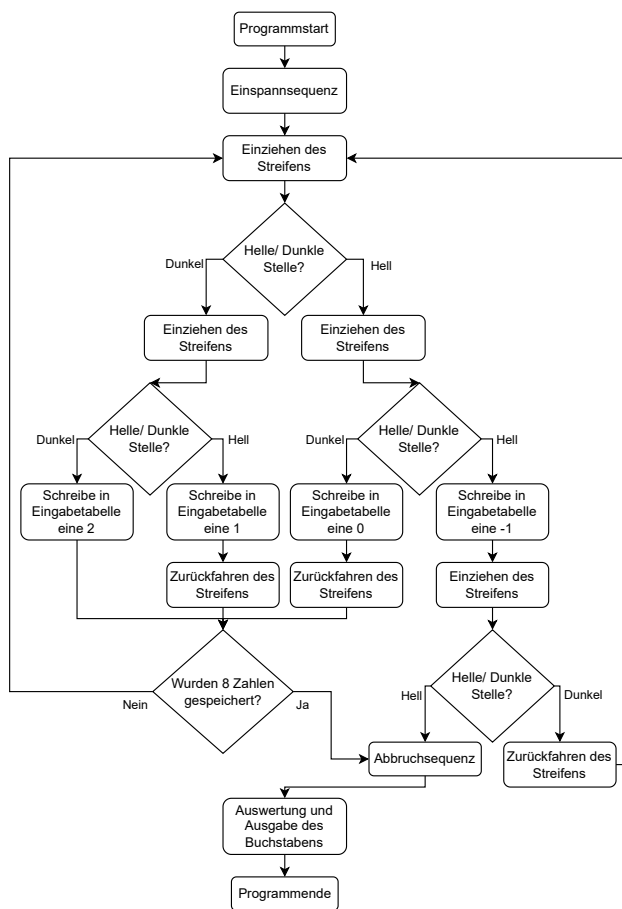 Programmstart
Einspannsequenz
Einziehen des
Streifens
Helle/ Dunkle
Stelle?
Dunkel
Hell
Einziehen des
Streifens
Einziehen des
Streifens
Helle/ Dunkle
Stelle?
Dunkel
Hell
Helle/ Dunkle
Stelle?
Dunkel
Hell
Schreibe in
Eingabetabelle
eine 2
Schreibe in
Eingabetabelle
eine 1
Schreibe in
Eingabetabelle
eine 0
Schreibe in
Eingabetabelle
eine -1
Zurückfahren des
Streifens
Zurückfahren des
Streifens
Einziehen des
Streifens
Wurden 8 Zahlen
gespeichert?
Nein
Ja
Helle/ Dunkle
Stelle?
Hell
Dunkel
Abbruchsequenz
Zurückfahren des
Streifens
Auswertung und
Ausgabe des
Buchstabens
Programmende